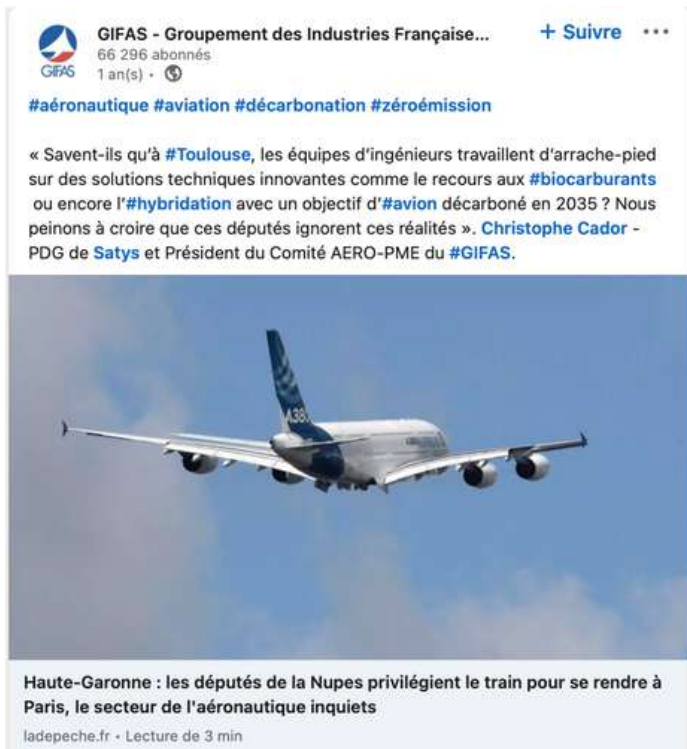 GIFAS - Groupement des Industries Française...
+ Suivre
66 296 abonnés
1 an(s) •
GIFAS
#aéronautique #aviation #décarbonation #zéroémission
« Savent-ils qu’à #Toulouse, les équipes d’ingénieurs travaillent d’arrache-pied
sur des solutions techniques innovantes comme le recours aux #biocarburants
ou encore l’#hybridation avec un objectif d’#avion décarboné en 2035 ? Nous
peinons à croire que ces députés ignorent ces réalités ». Christophe Cador -
PDG de Satys et Président du Comité AERO-PME du #GIFAS.
A380
Haute-Garonne : les députés de la Nupes privilégient le train pour se rendre à
Paris, le secteur de l'aéronautique inquiets
ladepeche.fr • Lecture de 3 min